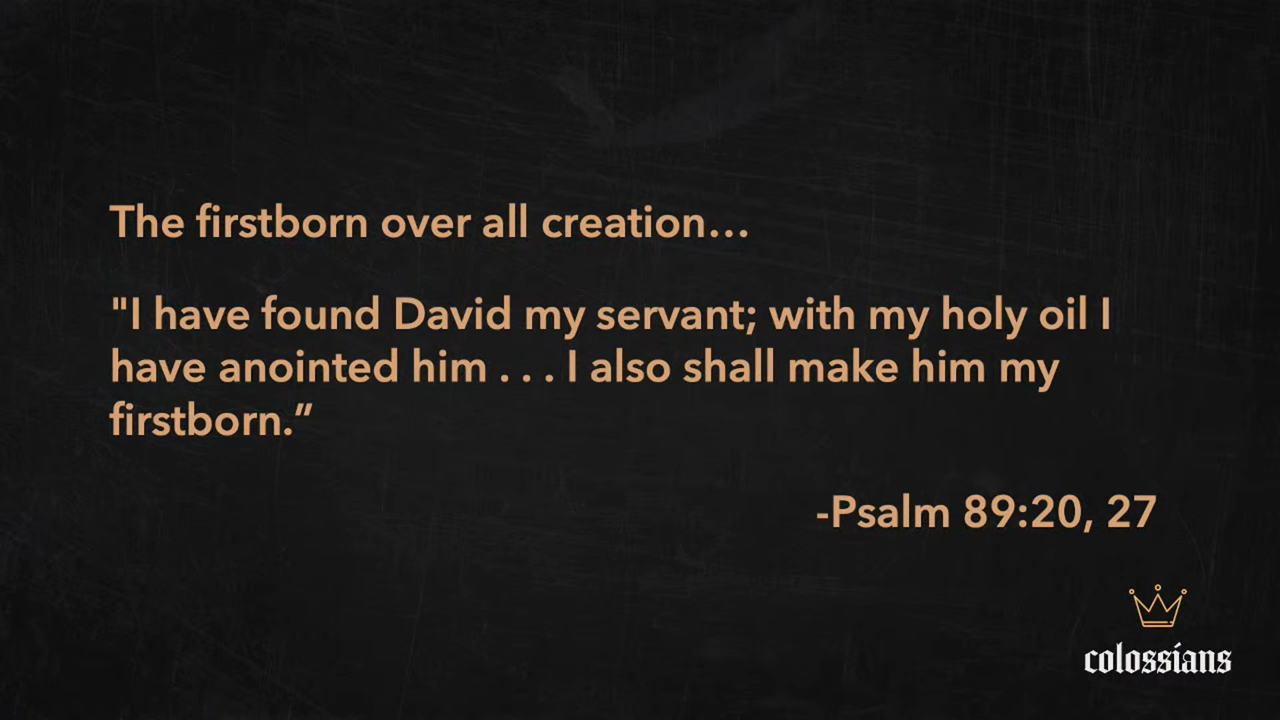 The firstborn over all creation…
"I have found David my servant; with my holy oil I
have anointed him . . . I also shall make him my
firstborn.”
-Psalm 89:20, 27
colossians